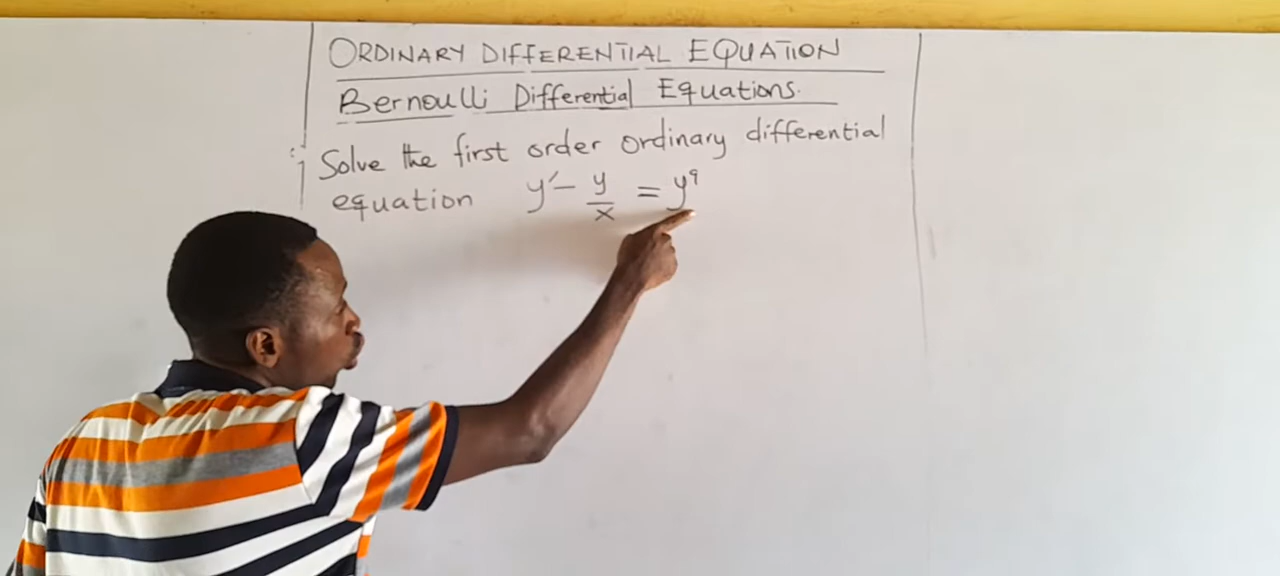 ORDINARY DIFFERENTIAL EQUATION
Bernoulli Differential Equations.
Solve the first order ordinary differential
equation y′ − y/x = y⁹